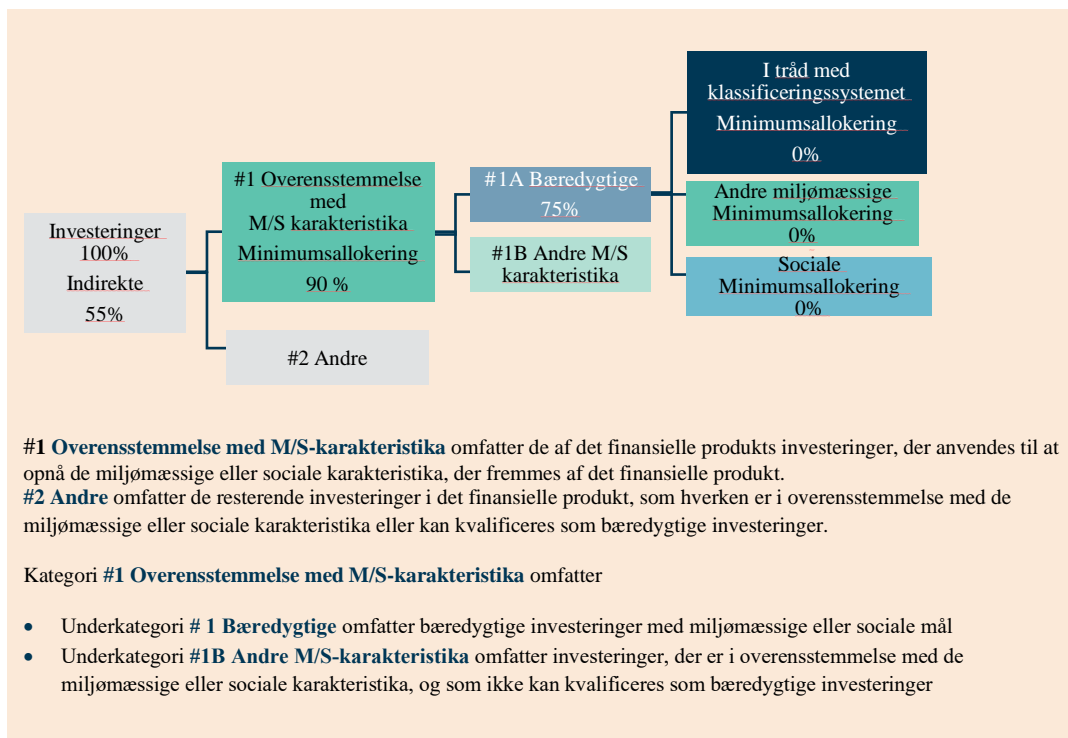 Investeringer
100%
Indirekte
55%
#1 Overensstemmelse
med
M/S karakteristika
Minimumsallokering
90 %
#2 Andre
#1A Bæredygtige
75%
#1B Andre M/S
karakteristika
I tråd med
klassificeringssystemet
Minimumsallokering
0%
Andre miljømæssige
Minimumsallokering
0%
Sociale
Minimumsallokering
0%
#1 Overensstemmelse med M/S-karakteristika omfatter de af det finansielle produkts investeringer, der anvendes til at
opnå de miljømæssige eller sociale karakteristika, der fremmes af det finansielle produkt.
#2 Andre omfatter de resterende investeringer i det finansielle produkt, som hverken er i overensstemmelse med de
miljømæssige eller sociale karakteristika eller kan kvalificeres som bæredygtige investeringer.
Kategori #1 Overensstemmelse med M/S-karakteristika omfatter
• Underkategori # 1 Bæredygtige omfatter bæredygtige investeringer med miljømæssige eller sociale mål
• Underkategori #1B Andre M/S-karakteristika omfatter investeringer, der er i overensstemmelse med de
miljømæssige eller sociale karakteristika, og som ikke kan kvalificeres som bæredygtige investeringer